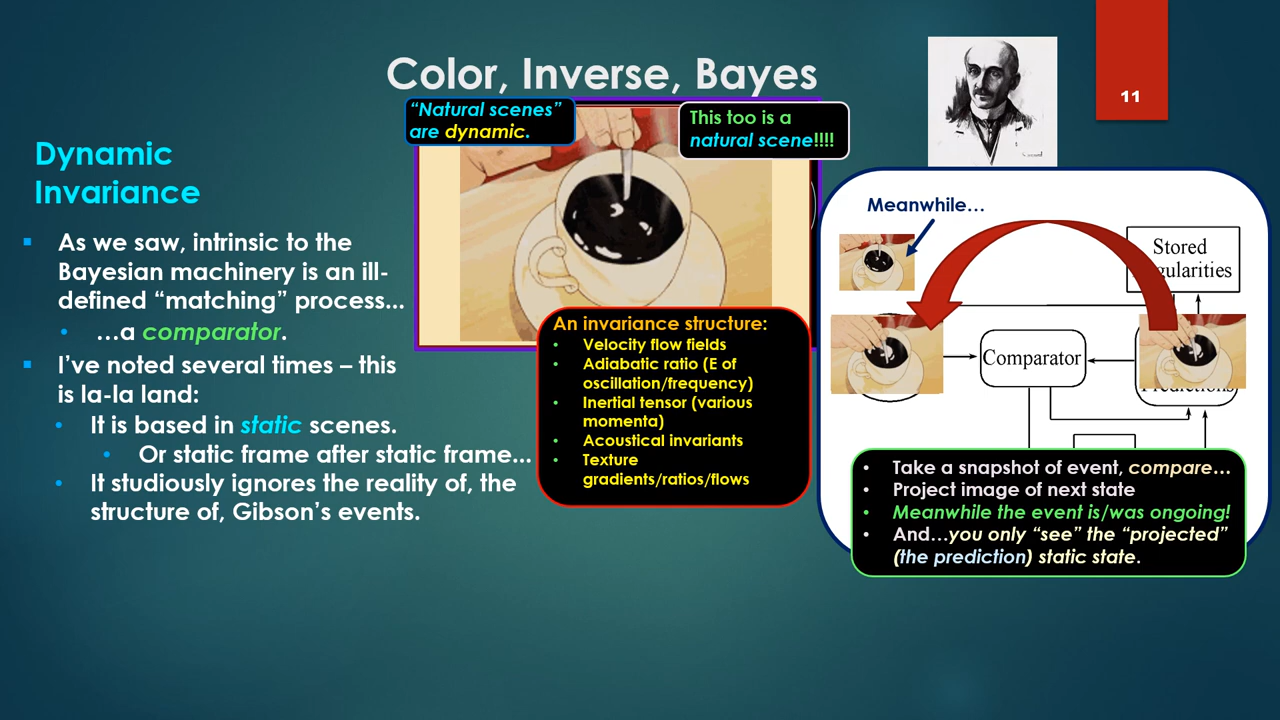 Color, Inverse, Bayes
11
“Natural scenes”
are dynamic.
This too is a
natural scene!!!!
Dynamic
Invariance
As we saw, intrinsic to the
Bayesian machinery is an ill-
defined “matching” process...
…a comparator.
I’ve noted several times – this
is la-la land:
It is based in static scenes.
Or static frame after static frame...
It studiously ignores the reality of, the
structure of, Gibson’s events.
An invariance structure:
Velocity flow fields
Adiabatic ratio (E of
oscillation/frequency)
Inertial tensor (various
momenta)
Acoustical invariants
Texture
gradients/ratios/flows
Meanwhile…
Stored
Comparator
Take a snapshot of event, compare…
Project image of next state
Meanwhile the event is/was ongoing!
And…you only “see” the “projected”
(the prediction) static state.